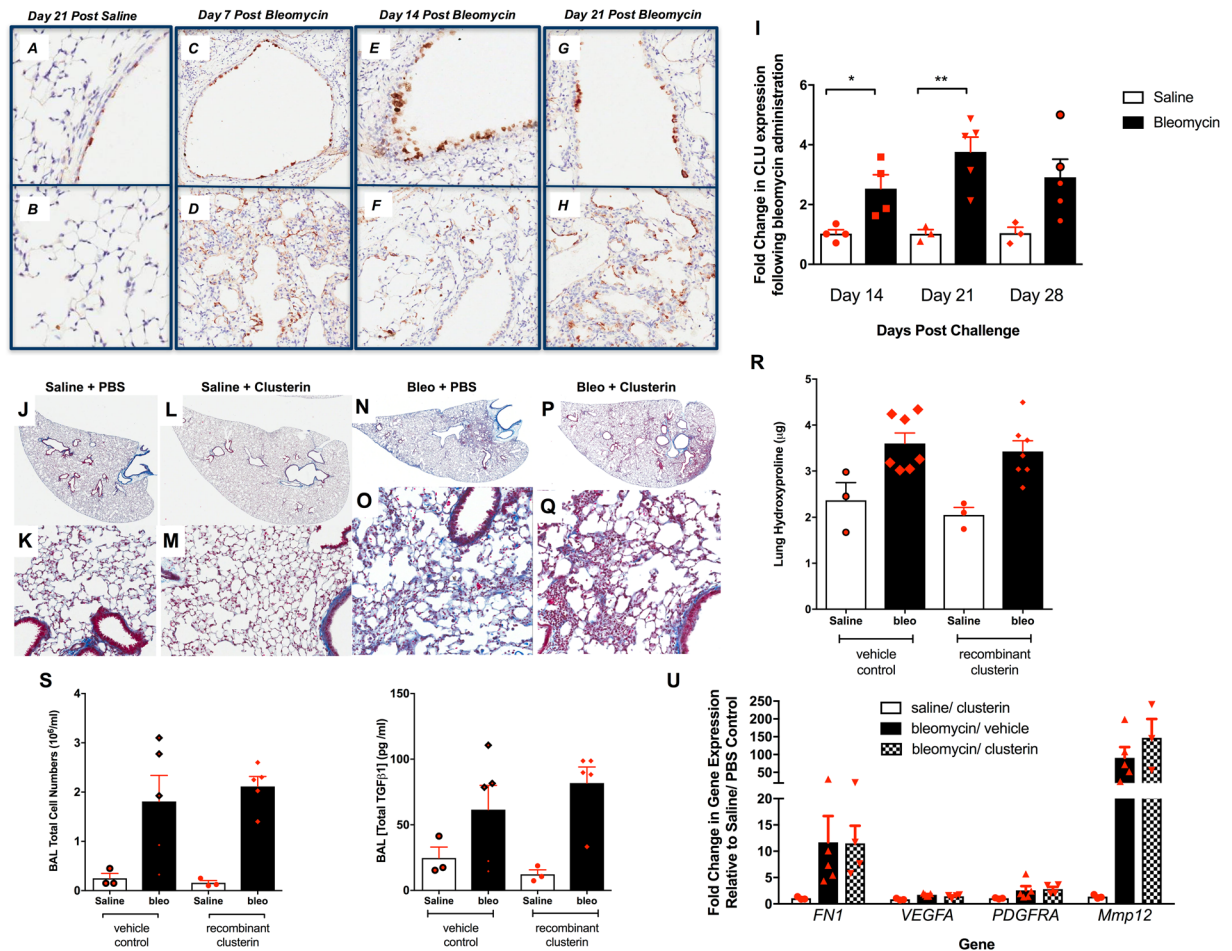 Day 21 Post Saline
Day 7 Post Bleomycin
Day 14 Post Bleomycin
Day 21 Post Bleomycin
A
C
E
G
B
D
F
H
I
Fold Change in CLU expression
following bleomycin administration
6
4
2
0
*
**
Saline
Bleomycin
Day 14
Day 21
Day 28
Days Post Challenge
Saline + PBS
Saline + Clusterin
Bleo + PBS
Bleo + Clusterin
J
L
N
P
K
M
O
Q
R
Lung Hydroxyproline (µg)
5
4
3
2
1
0
Saline
bleo
Saline
bleo
vehicle
control
recombinant
clusterin
S
BAL Total Cell Numbers (10⁶/ml)
4
3
2
1
0
Saline
bleo
Saline
bleo
vehicle
control
recombinant
clusterin
BAL [Total TGFβ1] (pg /ml)
150
100
50
0
Saline
bleo
Saline
bleo
vehicle
control
recombinant
clusterin
U
Fold Change in Gene Expression
Relative to Saline/ PBS Control
250
200
150
100
50
20
15
10
5
0
saline/ clusterin
bleomycin/ vehicle
bleomycin/ clusterin
FN1
VEGFA
PDGFRA
Mmp12
Gene